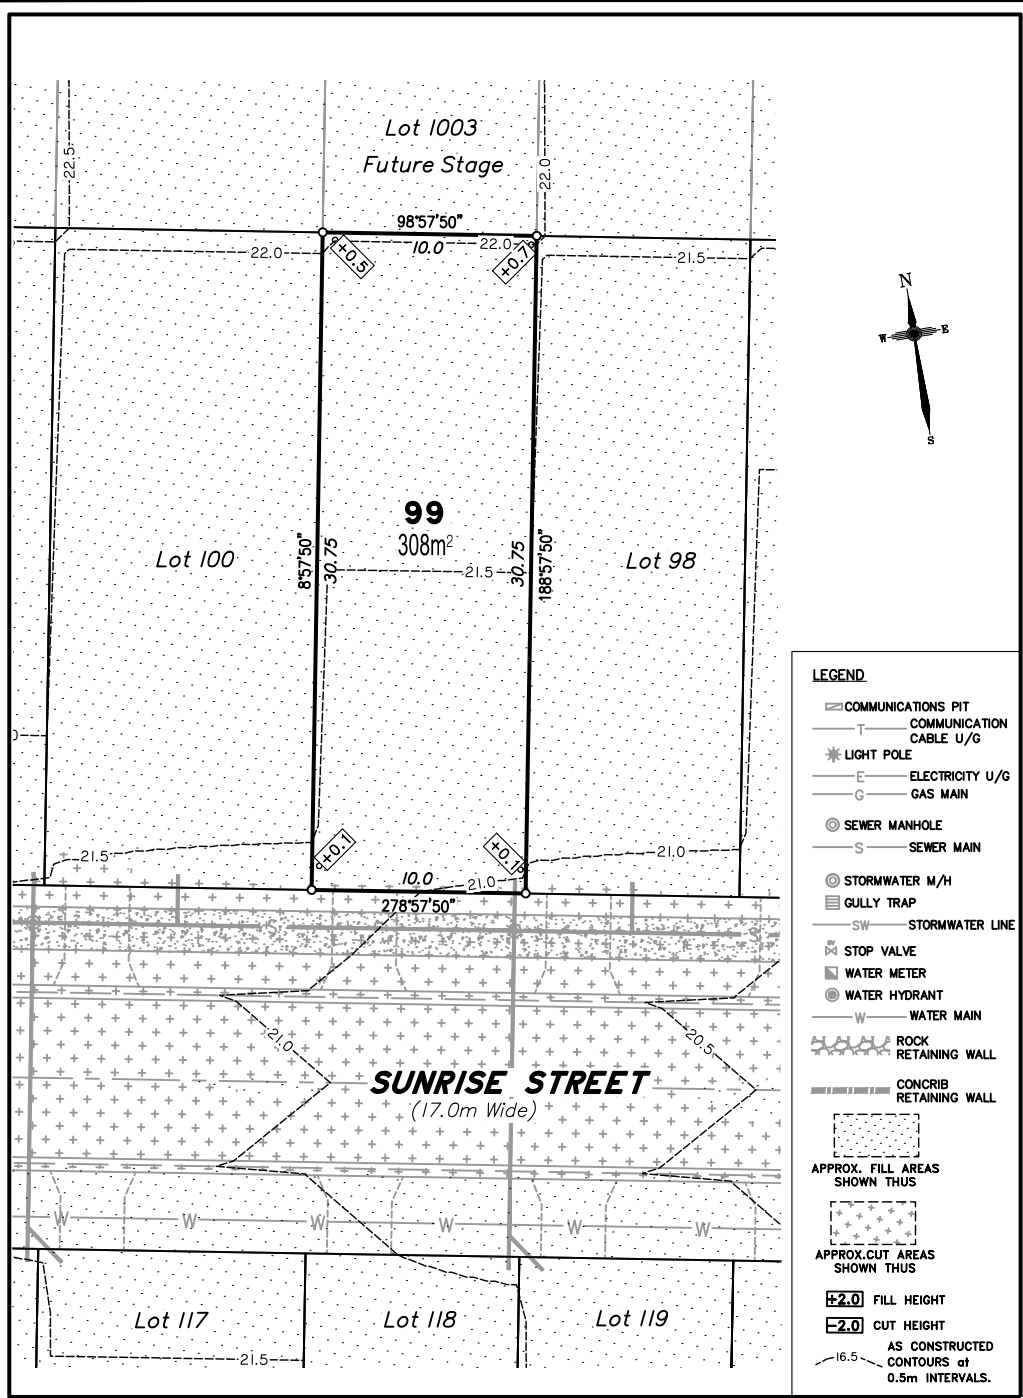 Lot 1003
Future Stage
22.5
22.0
98°57'50"
10.0
22.0
22.0
21.5
+0.5
+0.7
N
W
E
S
99
308m²
Lot 100
Lot 98
8°57'50"
30.75
30.75
188°57'50"
21.5
+0.1
+0.1
21.5
21.0
10.0
21.0
278°57'50"
S
S
21.0
20.5
SUNRISE STREET
(17.0m Wide)
W
W
W
W
W
W
Lot 117
Lot 118
Lot 119
21.5
LEGEND
COMMUNICATIONS PIT
T COMMUNICATION
CABLE U/G
LIGHT POLE
E ELECTRICITY U/G
G GAS MAIN
SEWER MANHOLE
S SEWER MAIN
STORMWATER M/H
GULLY TRAP
SW STORMWATER LINE
STOP VALVE
WATER METER
WATER HYDRANT
W WATER MAIN
ROCK
RETAINING WALL
CONCRIB
RETAINING WALL
APPROX. FILL AREAS
SHOWN THUS
APPROX.CUT AREAS
SHOWN THUS
+2.0 FILL HEIGHT
-2.0 CUT HEIGHT
16.5
AS CONSTRUCTED
CONTOURS at
0.5m INTERVALS.